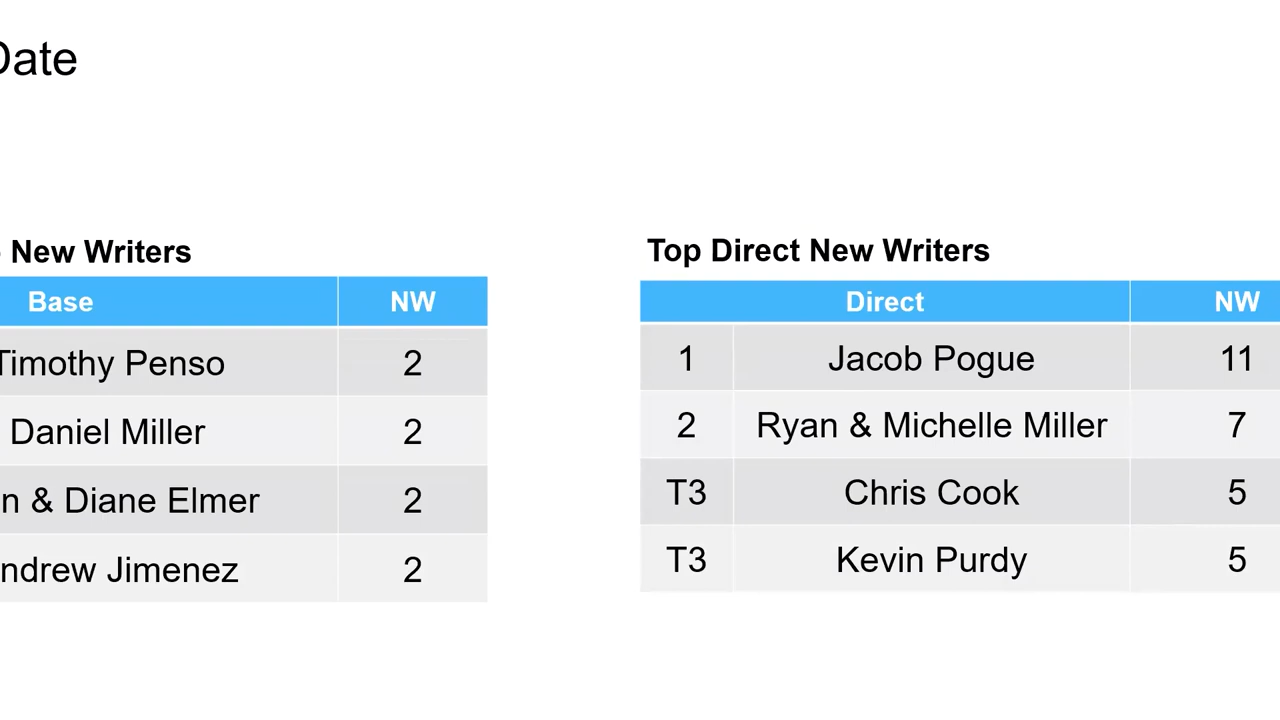 Date
New Writers
Base NW
Timothy Penso 2
Daniel Miller 2
& Diane Elmer 2
Jimenez 2
Top Direct New Writers
Direct NW
1 Jacob Pogue 11
2 Ryan & Michelle Miller 7
T3 Chris Cook 5
T3 Kevin Purdy 5